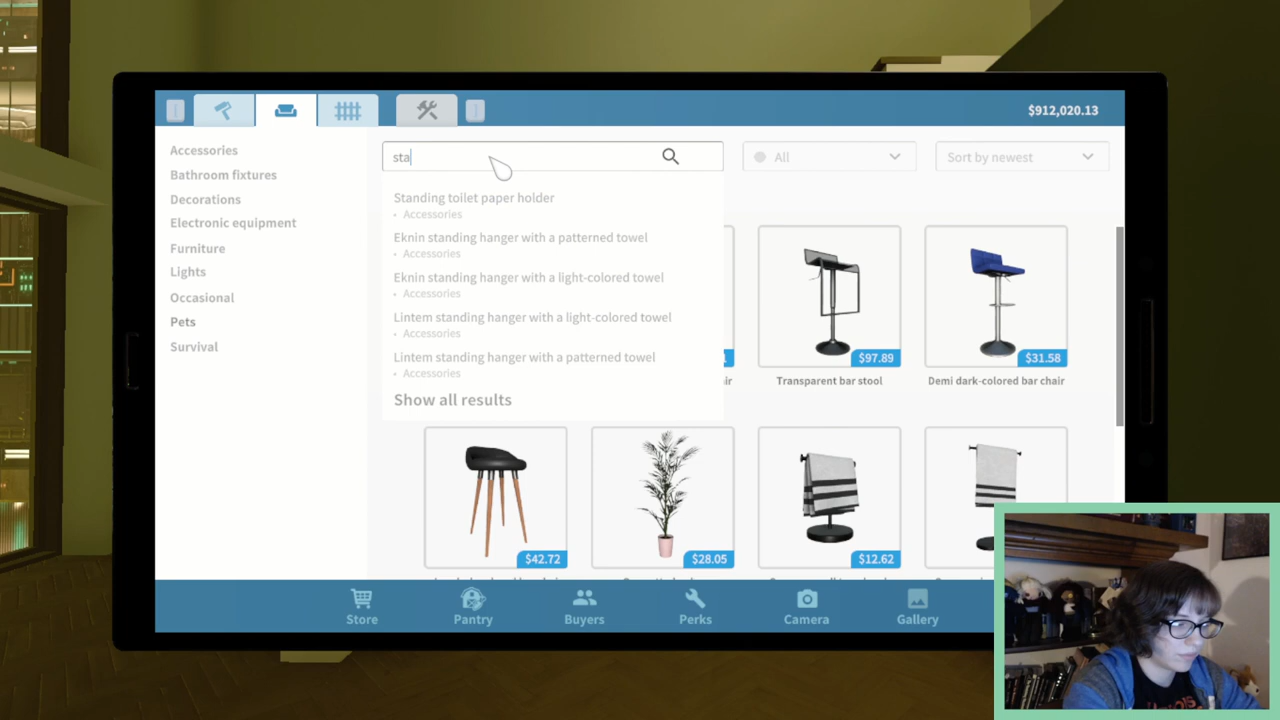 $912,020.13
Accessories
Bathroom fixtures
Decorations
Electronic equipment
Furniture
Lights
Occasional
Pets
Survival
sta
All
Sort by newest
Standing toilet paper holder
• Accessories
Eknin standing hanger with a patterned towel
• Accessories
Eknin standing hanger with a light-colored towel
• Accessories
Lintem standing hanger with a light-colored towel
• Accessories
Lintem standing hanger with a patterned towel
• Accessories
Show all results
$97.89
$31.58
Transparent bar stool
Demi dark-colored bar chair
$42.72
$28.05
$12.62
Store
Pantry
Buyers
Perks
Camera
Gallery